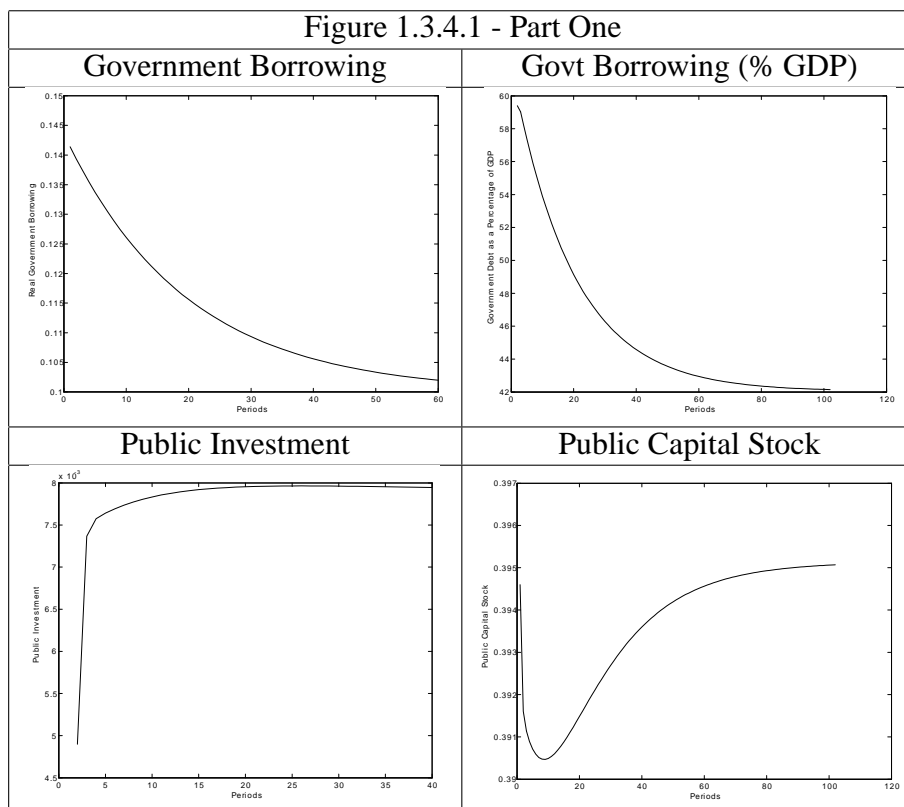 Figure 1.3.4.1 - Part One
Government Borrowing
Govt Borrowing (% GDP)
0.15
0.145
0.14
0.135
0.13
0.125
0.12
0.115
0.11
0.105
0.1
Real Government Borrowing
0 10 20 30 40 50 60
Periods
60
58
56
54
52
50
48
46
44
42
Government Debt as a Percentage of GDP
0 20 40 60 80 100 120
Periods
Public Investment
Public Capital Stock
x 10³
8
7.5
7
6.5
6
5.5
5
4.5
Public Investment
0 5 10 15 20 25 30 35 40
Periods
0.397
0.396
0.395
0.394
0.393
0.392
0.391
0.39
Public Capital Stock
0 20 40 60 80 100 120
Periods